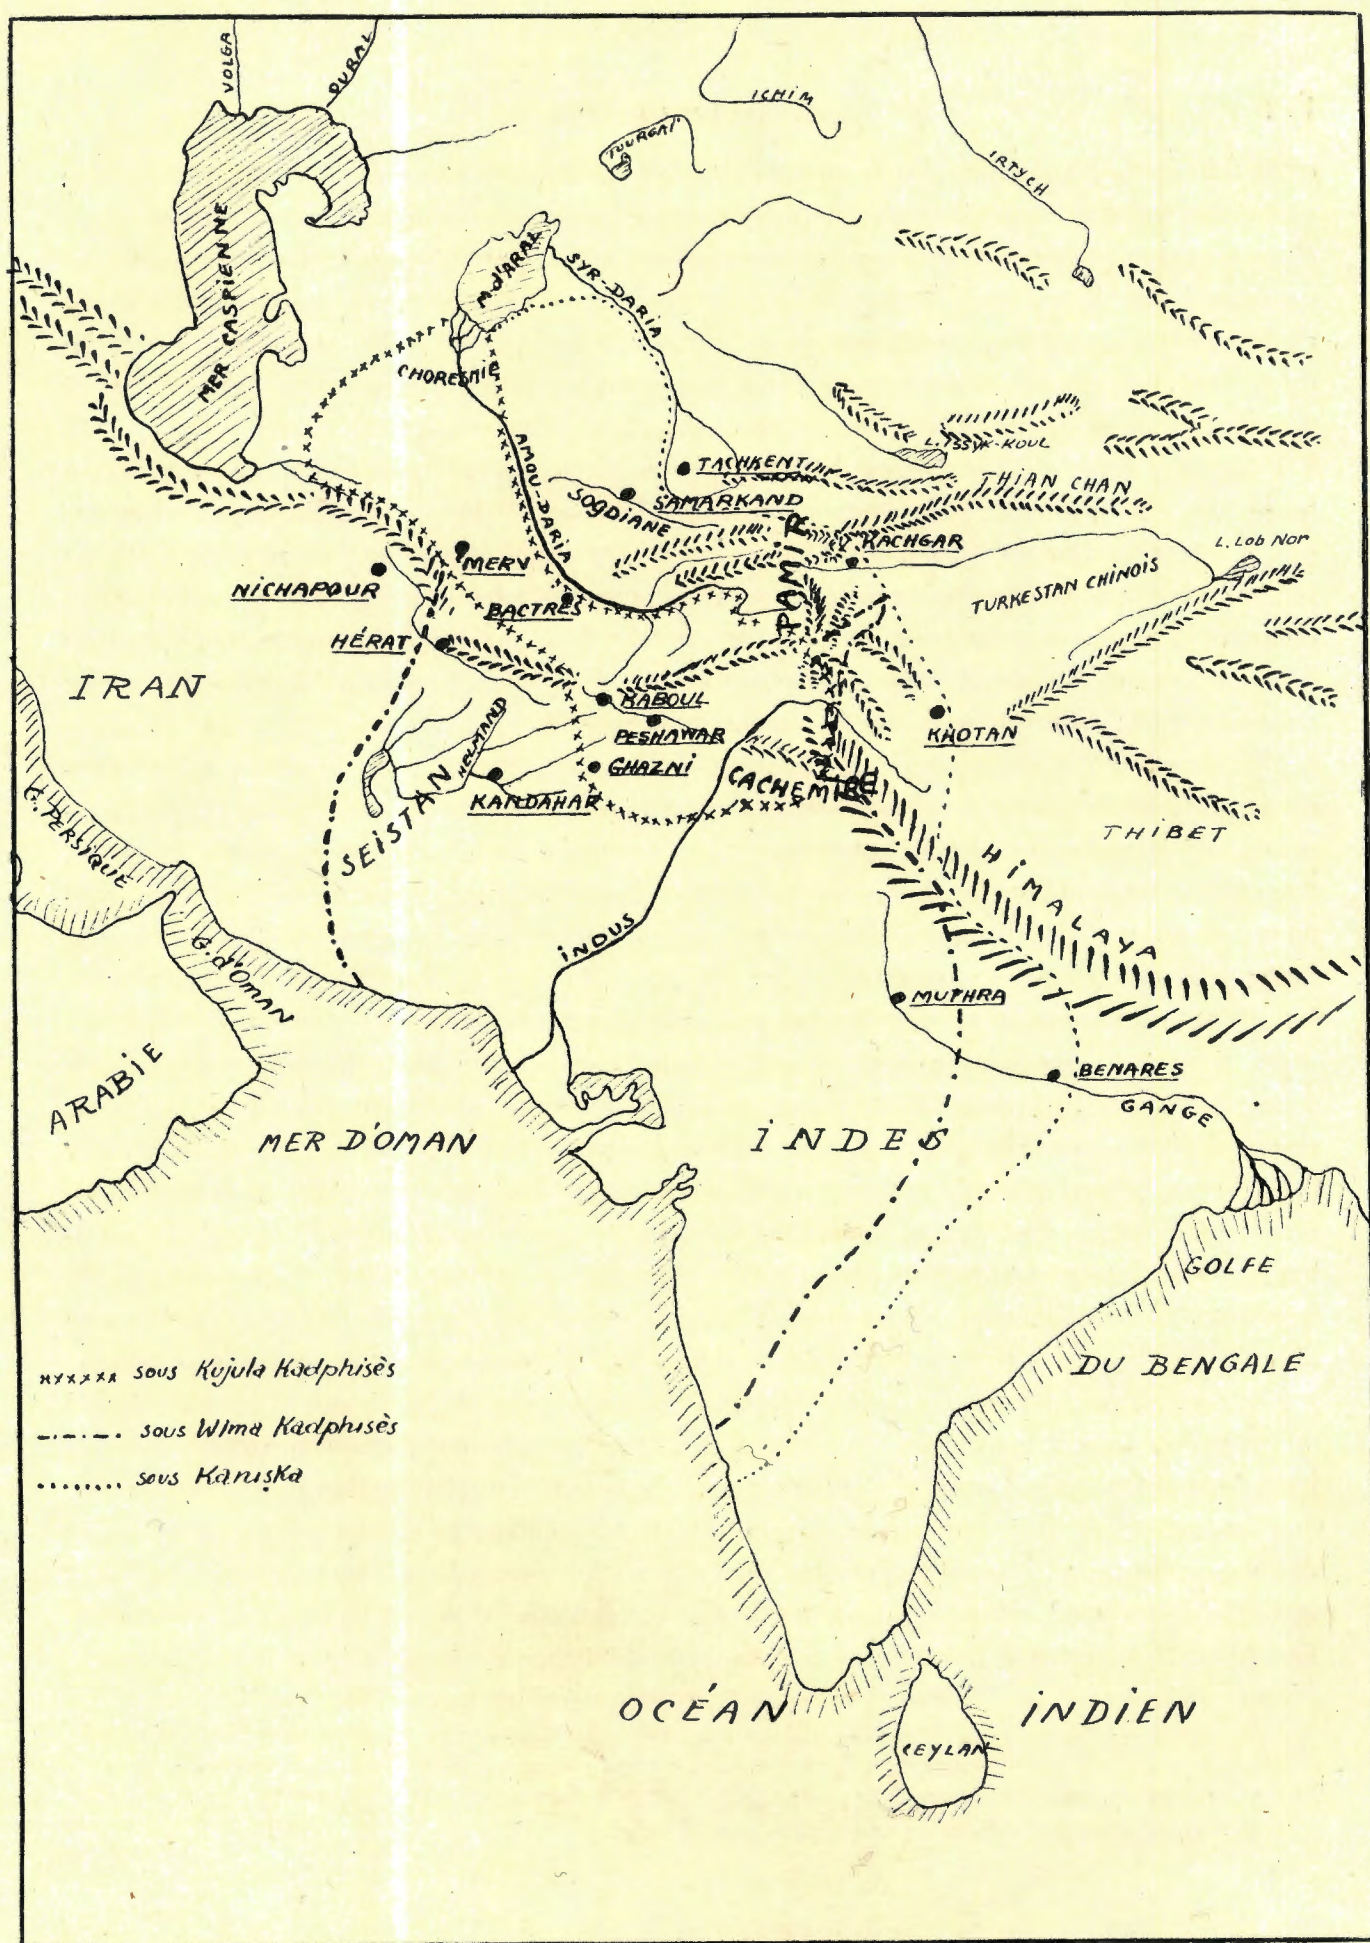 VOLGA
OURAL
ICHIM
TOURGAÏ
IRTYCH
MER CASPIENNE
M. d'ARAL
SYR-DARIA
CHORESMIE
AMOU-DARIA
L. ISSYK-KOUL
TACHKENT
THIAN CHAN
SAMARKAND
SOGDIANE
PAMIR
KACHGAR
L. Lob Nor
MERV
NICHAPOUR
BACTRES
TURKESTAN CHINOIS
HÉRAT
IRAN
KABOUL
PESHAWAR
KHOTAN
HELMAND
GHAZNI
KANDAHAR
CACHEMIRE
SEISTAN
THIBET
G. PERSIQUE
HIMALAYA
INDUS
G. d'OMAN
MUTHRA
ARABIE
BENARES
GANGE
MER D'OMAN
INDES
GOLFE
DU BENGALE
xxxxxx sous Kujula Kadphisès
-.-.-. sous Wima Kadphisès
........ sous Kaniṣka
OCÉAN INDIEN
CEYLAN